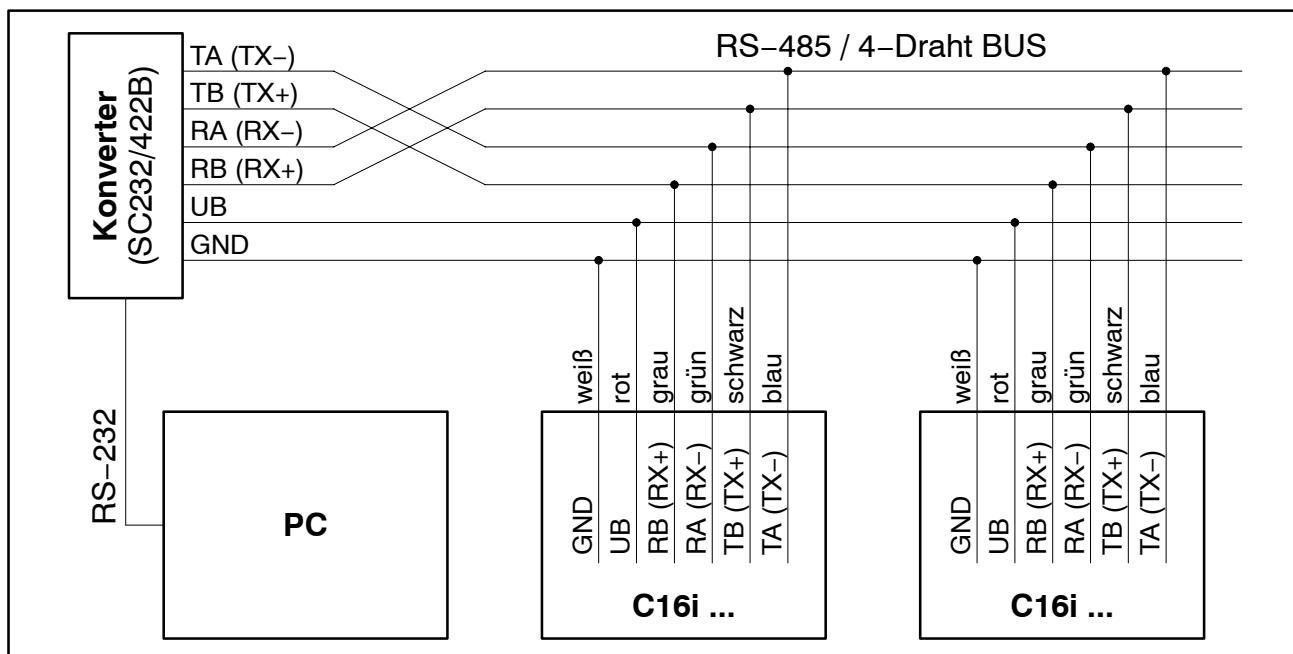 RS−485 / 4−Draht BUS
Konverter
(SC232/422B)
TA (TX−)
TB (TX+)
RA (RX−)
RB (RX+)
UB
GND
RS−232
PC
weiß
rot
grau
grün
schwarz
blau
GND
UB
RB (RX+)
RA (RX−)
TB (TX+)
TA (TX−)
C16i ...
weiß
rot
grau
grün
schwarz
blau
GND
UB
RB (RX+)
RA (RX−)
TB (TX+)
TA (TX−)
C16i ...